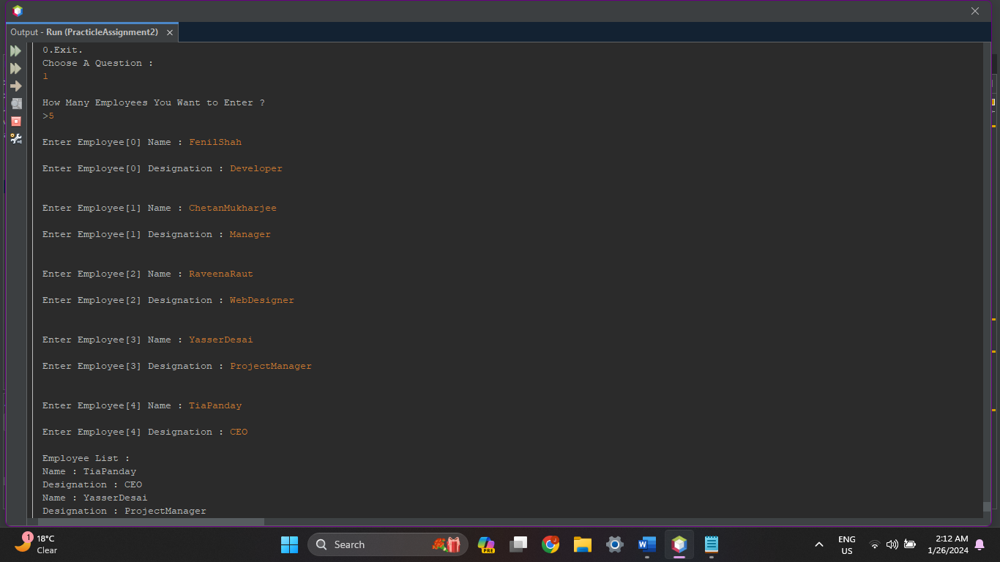 Output - Run (PracticleAssignment2)
0.Exit.
Choose A Question :
1
How Many Employees You Want to Enter ?
>5
Enter Employee[0] Name : FenilShah
Enter Employee[0] Designation : Developer
Enter Employee[1] Name : ChetanMukharjee
Enter Employee[1] Designation : Manager
Enter Employee[2] Name : RaveenaRaut
Enter Employee[2] Designation : WebDesigner
Enter Employee[3] Name : YasserDesai
Enter Employee[3] Designation : ProjectManager
Enter Employee[4] Name : TiaPanday
Enter Employee[4] Designation : CEO
Employee List :
Name : TiaPanday
Designation : CEO
Name : YasserDesai
Designation : ProjectManager
1
18°C
Clear
Search
PRE
ENG
US
2:12 AM
1/26/2024